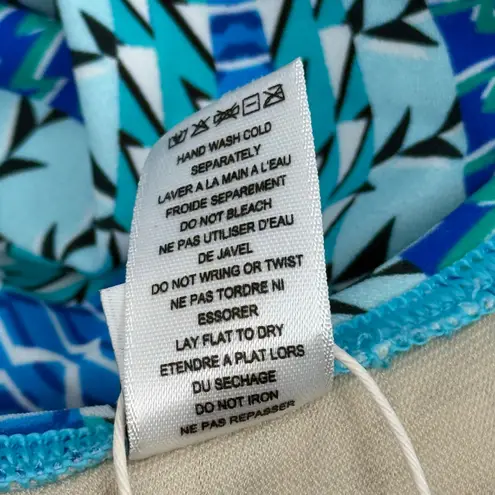 HAND WASH COLD
SEPARATELY
LAVER A LA MAIN A L'EAU
FROIDE SEPAREMENT
DO NOT BLEACH
NE PAS UTILISER D'EAU
DE JAVEL
DO NOT WRING OR TWIST
NE PAS TORDRE NI
ESSORER
LAY FLAT TO DRY
ETENDRE A PLAT LORS
DU SECHAGE
DO NOT IRON
NE PAS REPASSER